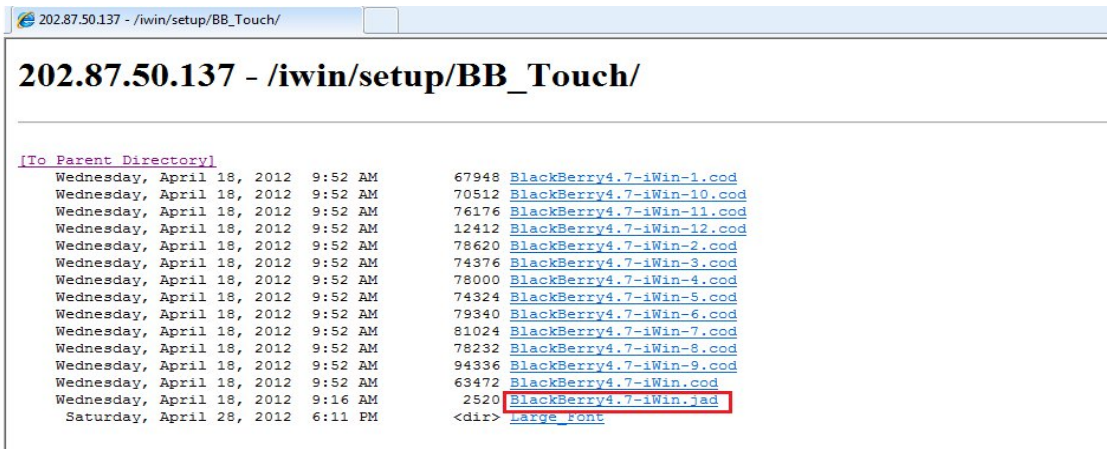 202.87.50.137 - /iwin/setup/BB_Touch/
202.87.50.137 - /iwin/setup/BB_Touch/
[To Parent Directory]
Wednesday, April 18, 2012 9:52 AM 67948 BlackBerry4.7-iWin-1.cod
Wednesday, April 18, 2012 9:52 AM 70512 BlackBerry4.7-iWin-10.cod
Wednesday, April 18, 2012 9:52 AM 76176 BlackBerry4.7-iWin-11.cod
Wednesday, April 18, 2012 9:52 AM 12412 BlackBerry4.7-iWin-12.cod
Wednesday, April 18, 2012 9:52 AM 78620 BlackBerry4.7-iWin-2.cod
Wednesday, April 18, 2012 9:52 AM 74376 BlackBerry4.7-iWin-3.cod
Wednesday, April 18, 2012 9:52 AM 78000 BlackBerry4.7-iWin-4.cod
Wednesday, April 18, 2012 9:52 AM 74324 BlackBerry4.7-iWin-5.cod
Wednesday, April 18, 2012 9:52 AM 79340 BlackBerry4.7-iWin-6.cod
Wednesday, April 18, 2012 9:52 AM 81024 BlackBerry4.7-iWin-7.cod
Wednesday, April 18, 2012 9:52 AM 78232 BlackBerry4.7-iWin-8.cod
Wednesday, April 18, 2012 9:52 AM 94336 BlackBerry4.7-iWin-9.cod
Wednesday, April 18, 2012 9:52 AM 63472 BlackBerry4.7-iWin.cod
Wednesday, April 18, 2012 9:16 AM 2520 BlackBerry4.7-iWin.jad
Saturday, April 28, 2012 6:11 PM <dir> Large_Font